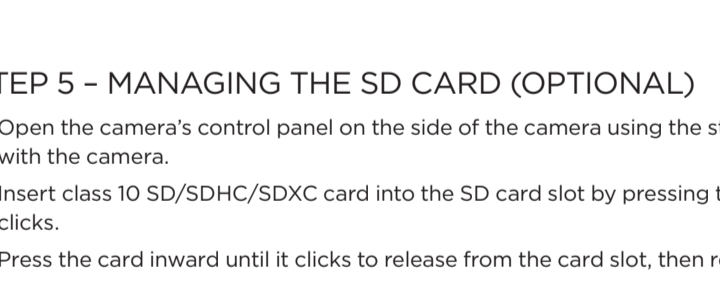 TEP 5 – MANAGING THE SD CARD (OPTIONAL)
Open the camera's control panel on the side of the camera using the
with the camera.
Insert class 10 SD/SDHC/SDXC card into the SD card slot by pressing
clicks.
Press the card inward until it clicks to release from the card slot, then